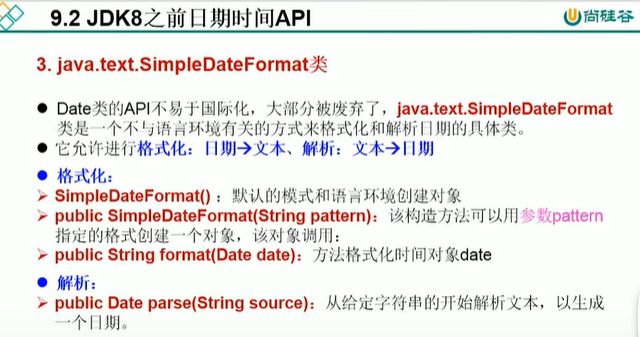 9.2 JDK8之前日期时间API
尚硅谷
3. java.text.SimpleDateFormat类
● Date类的API不易于国际化，大部分被废弃了，java.text.SimpleDateFormat
类是一个不与语言环境有关的方式来格式化和解析日期的具体类。
● 它允许进行格式化：日期→文本、解析：文本→日期
● 格式化：
➢ SimpleDateFormat() ：默认的模式和语言环境创建对象
➢ public SimpleDateFormat(String pattern)：该构造方法可以用参数pattern
指定的格式创建一个对象，该对象调用：
➢ public String format(Date date)：方法格式化时间对象date
● 解析：
➢ public Date parse(String source)：从给定字符串的开始解析文本，以生成
一个日期。